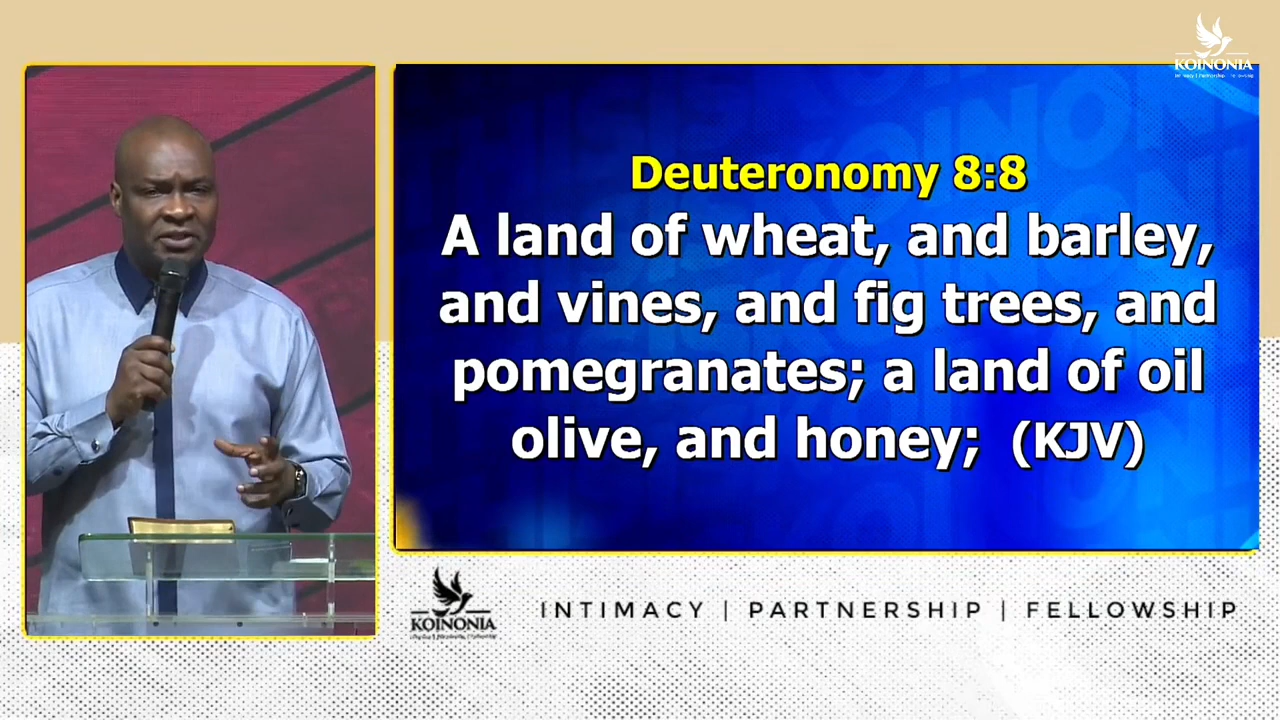 KOINONIA
Deuteronomy 8:8
A land of wheat, and barley,
and vines, and fig trees, and
pomegranates; a land of oil
olive, and honey;  (KJV)
KOINONIA
INTIMACY | PARTNERSHIP | FELLOWSHIP